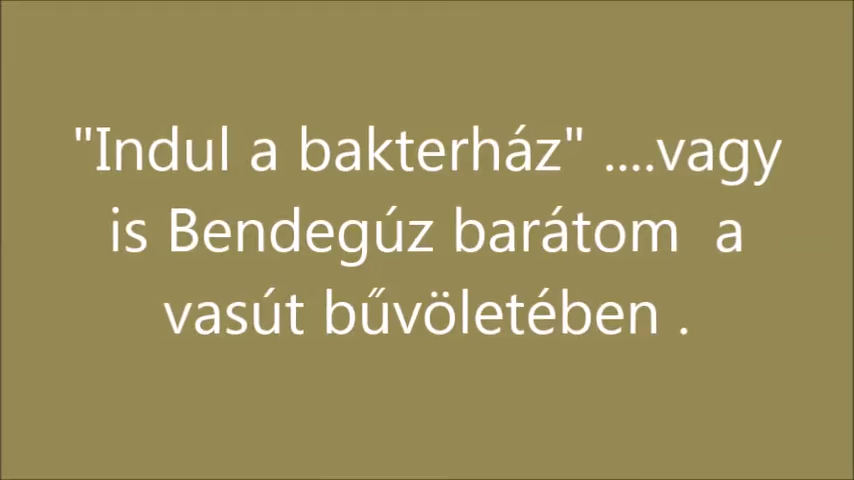 "Indul a bakterház" ....vagy
is Bendegúz barátom  a
vasút bűvöletében .